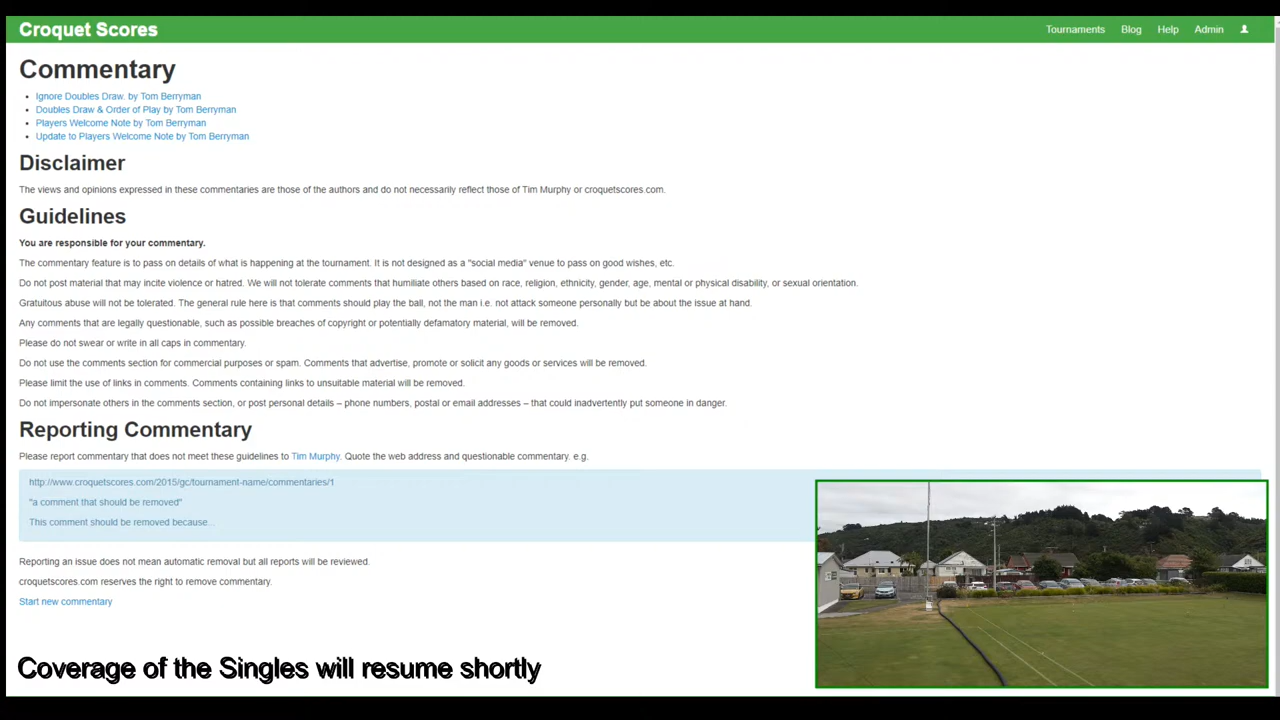 Croquet Scores
Tournaments Blog Help Admin
Commentary
Ignore Doubles Draw. by Tom Berryman
Doubles Draw & Order of Play by Tom Berryman
Players Welcome Note by Tom Berryman
Update to Players Welcome Note by Tom Berryman
Disclaimer
The views and opinions expressed in these commentaries are those of the authors and do not necessarily reflect those of Tim Murphy or croquetscores.com.
Guidelines
You are responsible for your commentary.
The commentary feature is to pass on details of what is happening at the tournament. It is not designed as a "social media" venue to pass on good wishes, etc.
Do not post material that may incite violence or hatred. We will not tolerate comments that humiliate others based on race, religion, ethnicity, gender, age, mental or physical disability, or sexual orientation.
Gratuitous abuse will not be tolerated. The general rule here is that comments should play the ball, not the man i.e. not attack someone personally but be about the issue at hand.
Any comments that are legally questionable, such as possible breaches of copyright or potentially defamatory material, will be removed.
Please do not swear or write in all caps in commentary.
Do not use the comments section for commercial purposes or spam. Comments that advertise, promote or solicit any goods or services will be removed.
Please limit the use of links in comments. Comments containing links to unsuitable material will be removed.
Do not impersonate others in the comments section, or post personal details – phone numbers, postal or email addresses – that could inadvertently put someone in danger.
Reporting Commentary
Please report commentary that does not meet these guidelines to Tim Murphy. Quote the web address and questionable commentary. e.g.
http://www.croquetscores.com/2015/gc/tournament-name/commentaries/1
"a comment that should be removed"
This comment should be removed because...
Reporting an issue does not mean automatic removal but all reports will be reviewed.
croquetscores.com reserves the right to remove commentary.
Start new commentary
Coverage of the Singles will resume shortly